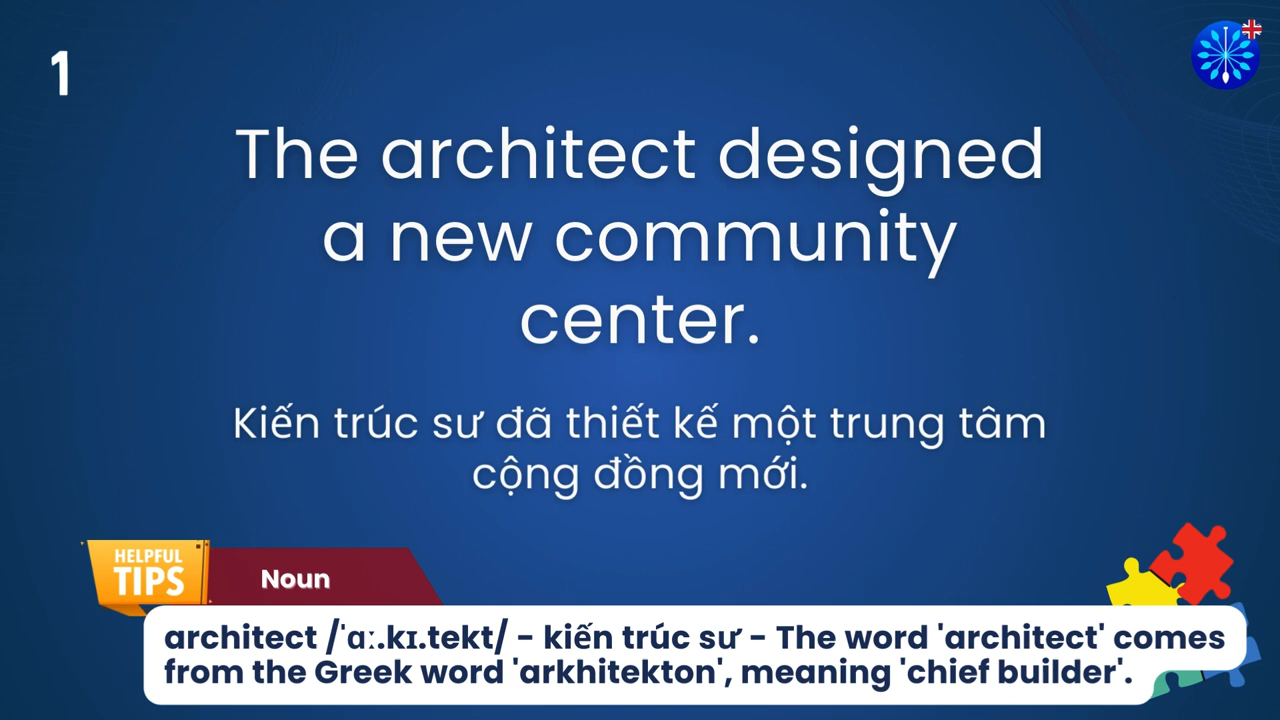 1
The architect designed
a new community
center.
Kiến trúc sư đã thiết kế một trung tâm
cộng đồng mới.
HELPFUL
TIPS
Noun
architect /ˈɑː.kɪ.tekt/ - kiến trúc sư - The word 'architect' comes
from the Greek word 'arkhitekton', meaning 'chief builder'.